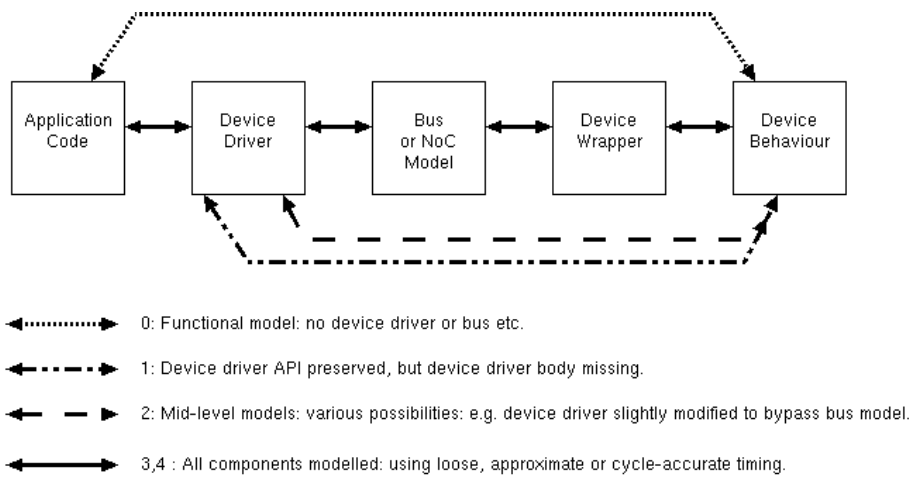 Application
Code
Device
Driver
Bus
or NoC
Model
Device
Wrapper
Device
Behaviour
0: Functional model: no device driver or bus etc.
1: Device driver API preserved, but device driver body missing.
2: Mid-level models: various possibilities: e.g. device driver slightly modified to bypass bus model.
3,4 : All components modelled: using loose, approximate or cycle-accurate timing.